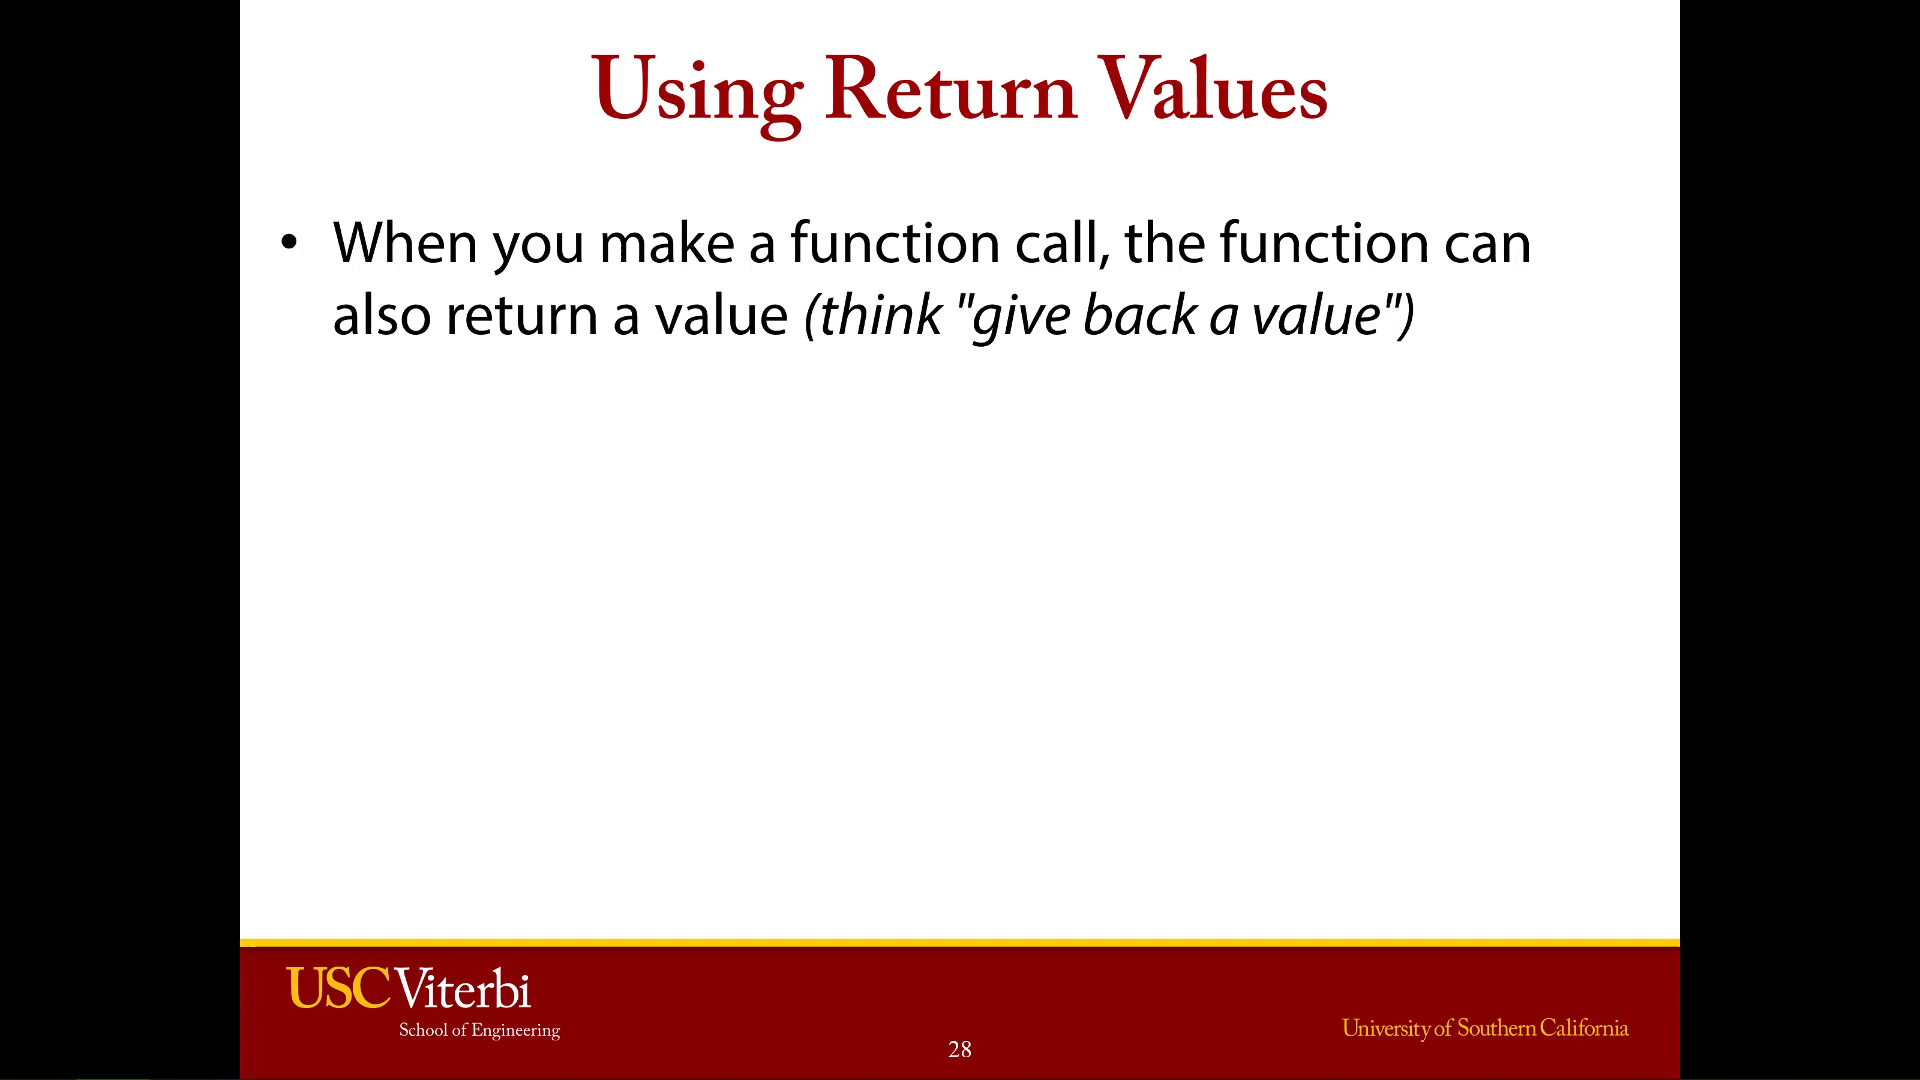 Using Return Values
• When you make a function call, the function can
also return a value (think "give back a value")
USC Viterbi
School of Engineering
University of Southern California
28